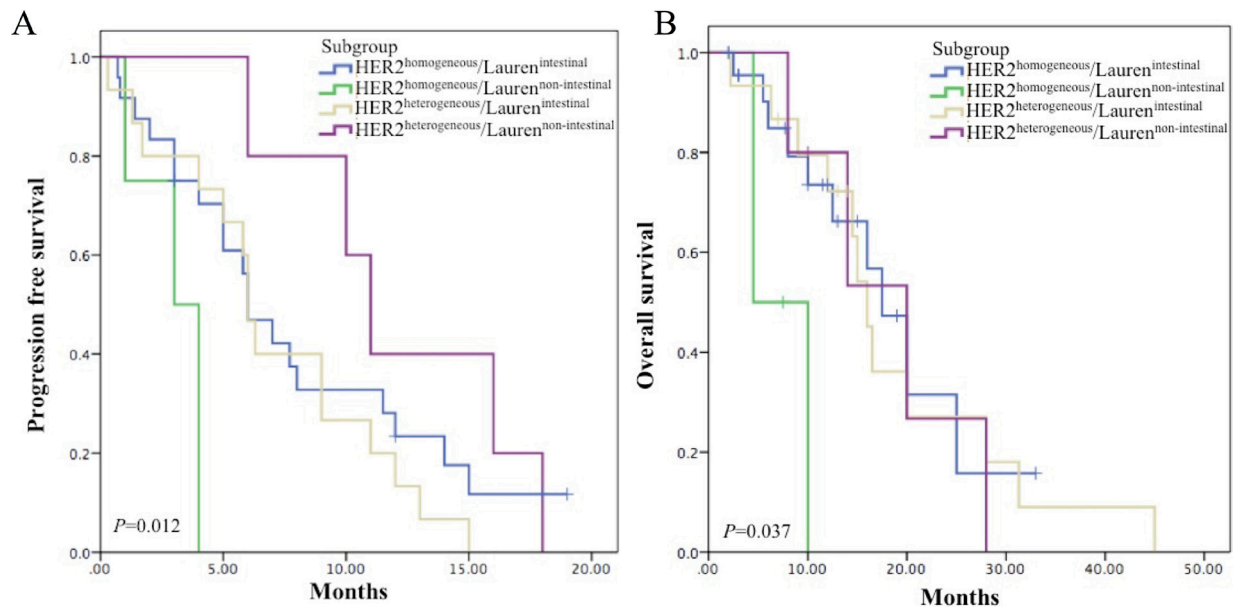 A
Subgroup
HER2homogeneous/Laurenintestinal
HER2homogeneous/Laurennon-intestinal
HER2heterogeneous/Laurenintestinal
HER2heterogeneous/Laurennon-intestinal
Progression free survival
1.0
0.8
0.6
0.4
0.2
0.0
P=0.012
.00 5.00 10.00 15.00 20.00
Months
B
Subgroup
HER2homogeneous/Laurenintestinal
HER2homogeneous/Laurennon-intestinal
HER2heterogeneous/Laurenintestinal
HER2heterogeneous/Laurennon-intestinal
Overall survival
1.0
0.8
0.6
0.4
0.2
0.0
P=0.037
.00 10.00 20.00 30.00 40.00 50.00
Months